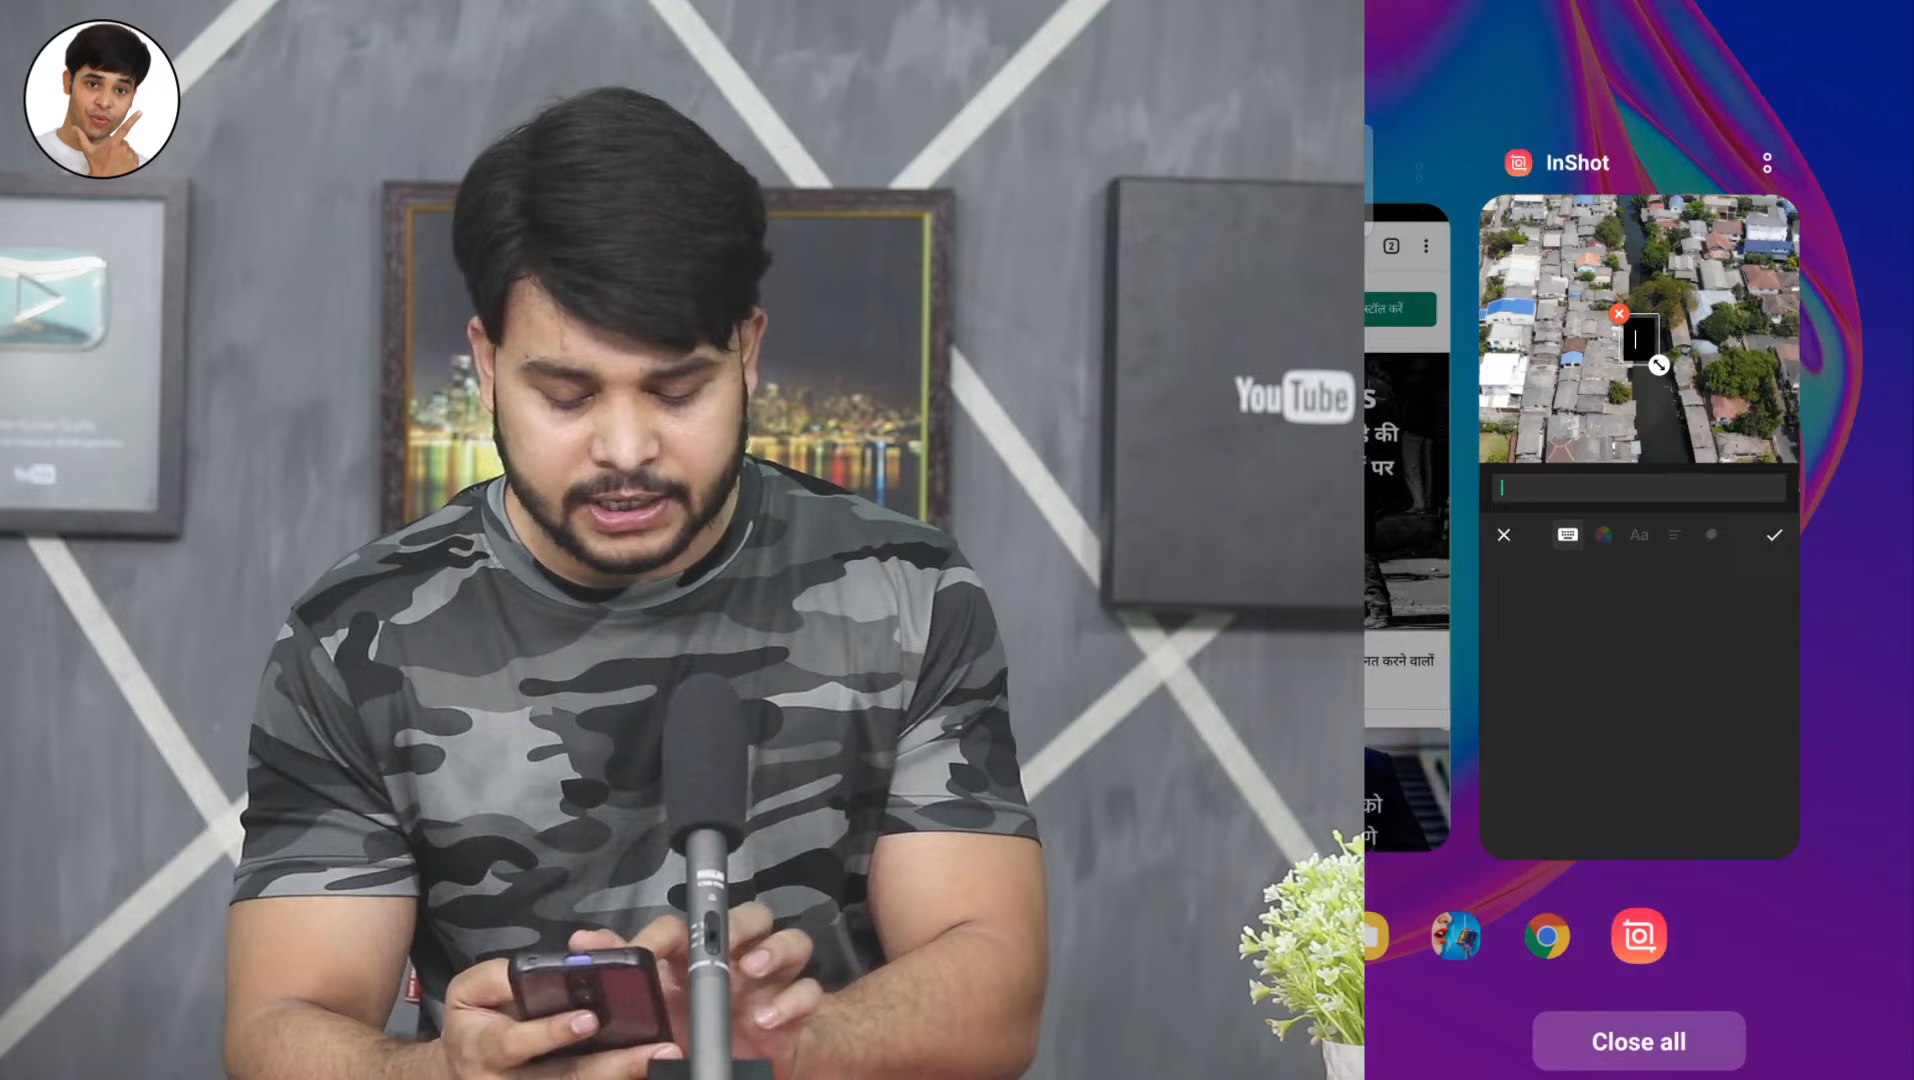 InShot
2
स्टॉल करें
YouTube
S
है की
पर
नत करने वालों
को
Aa
Close all